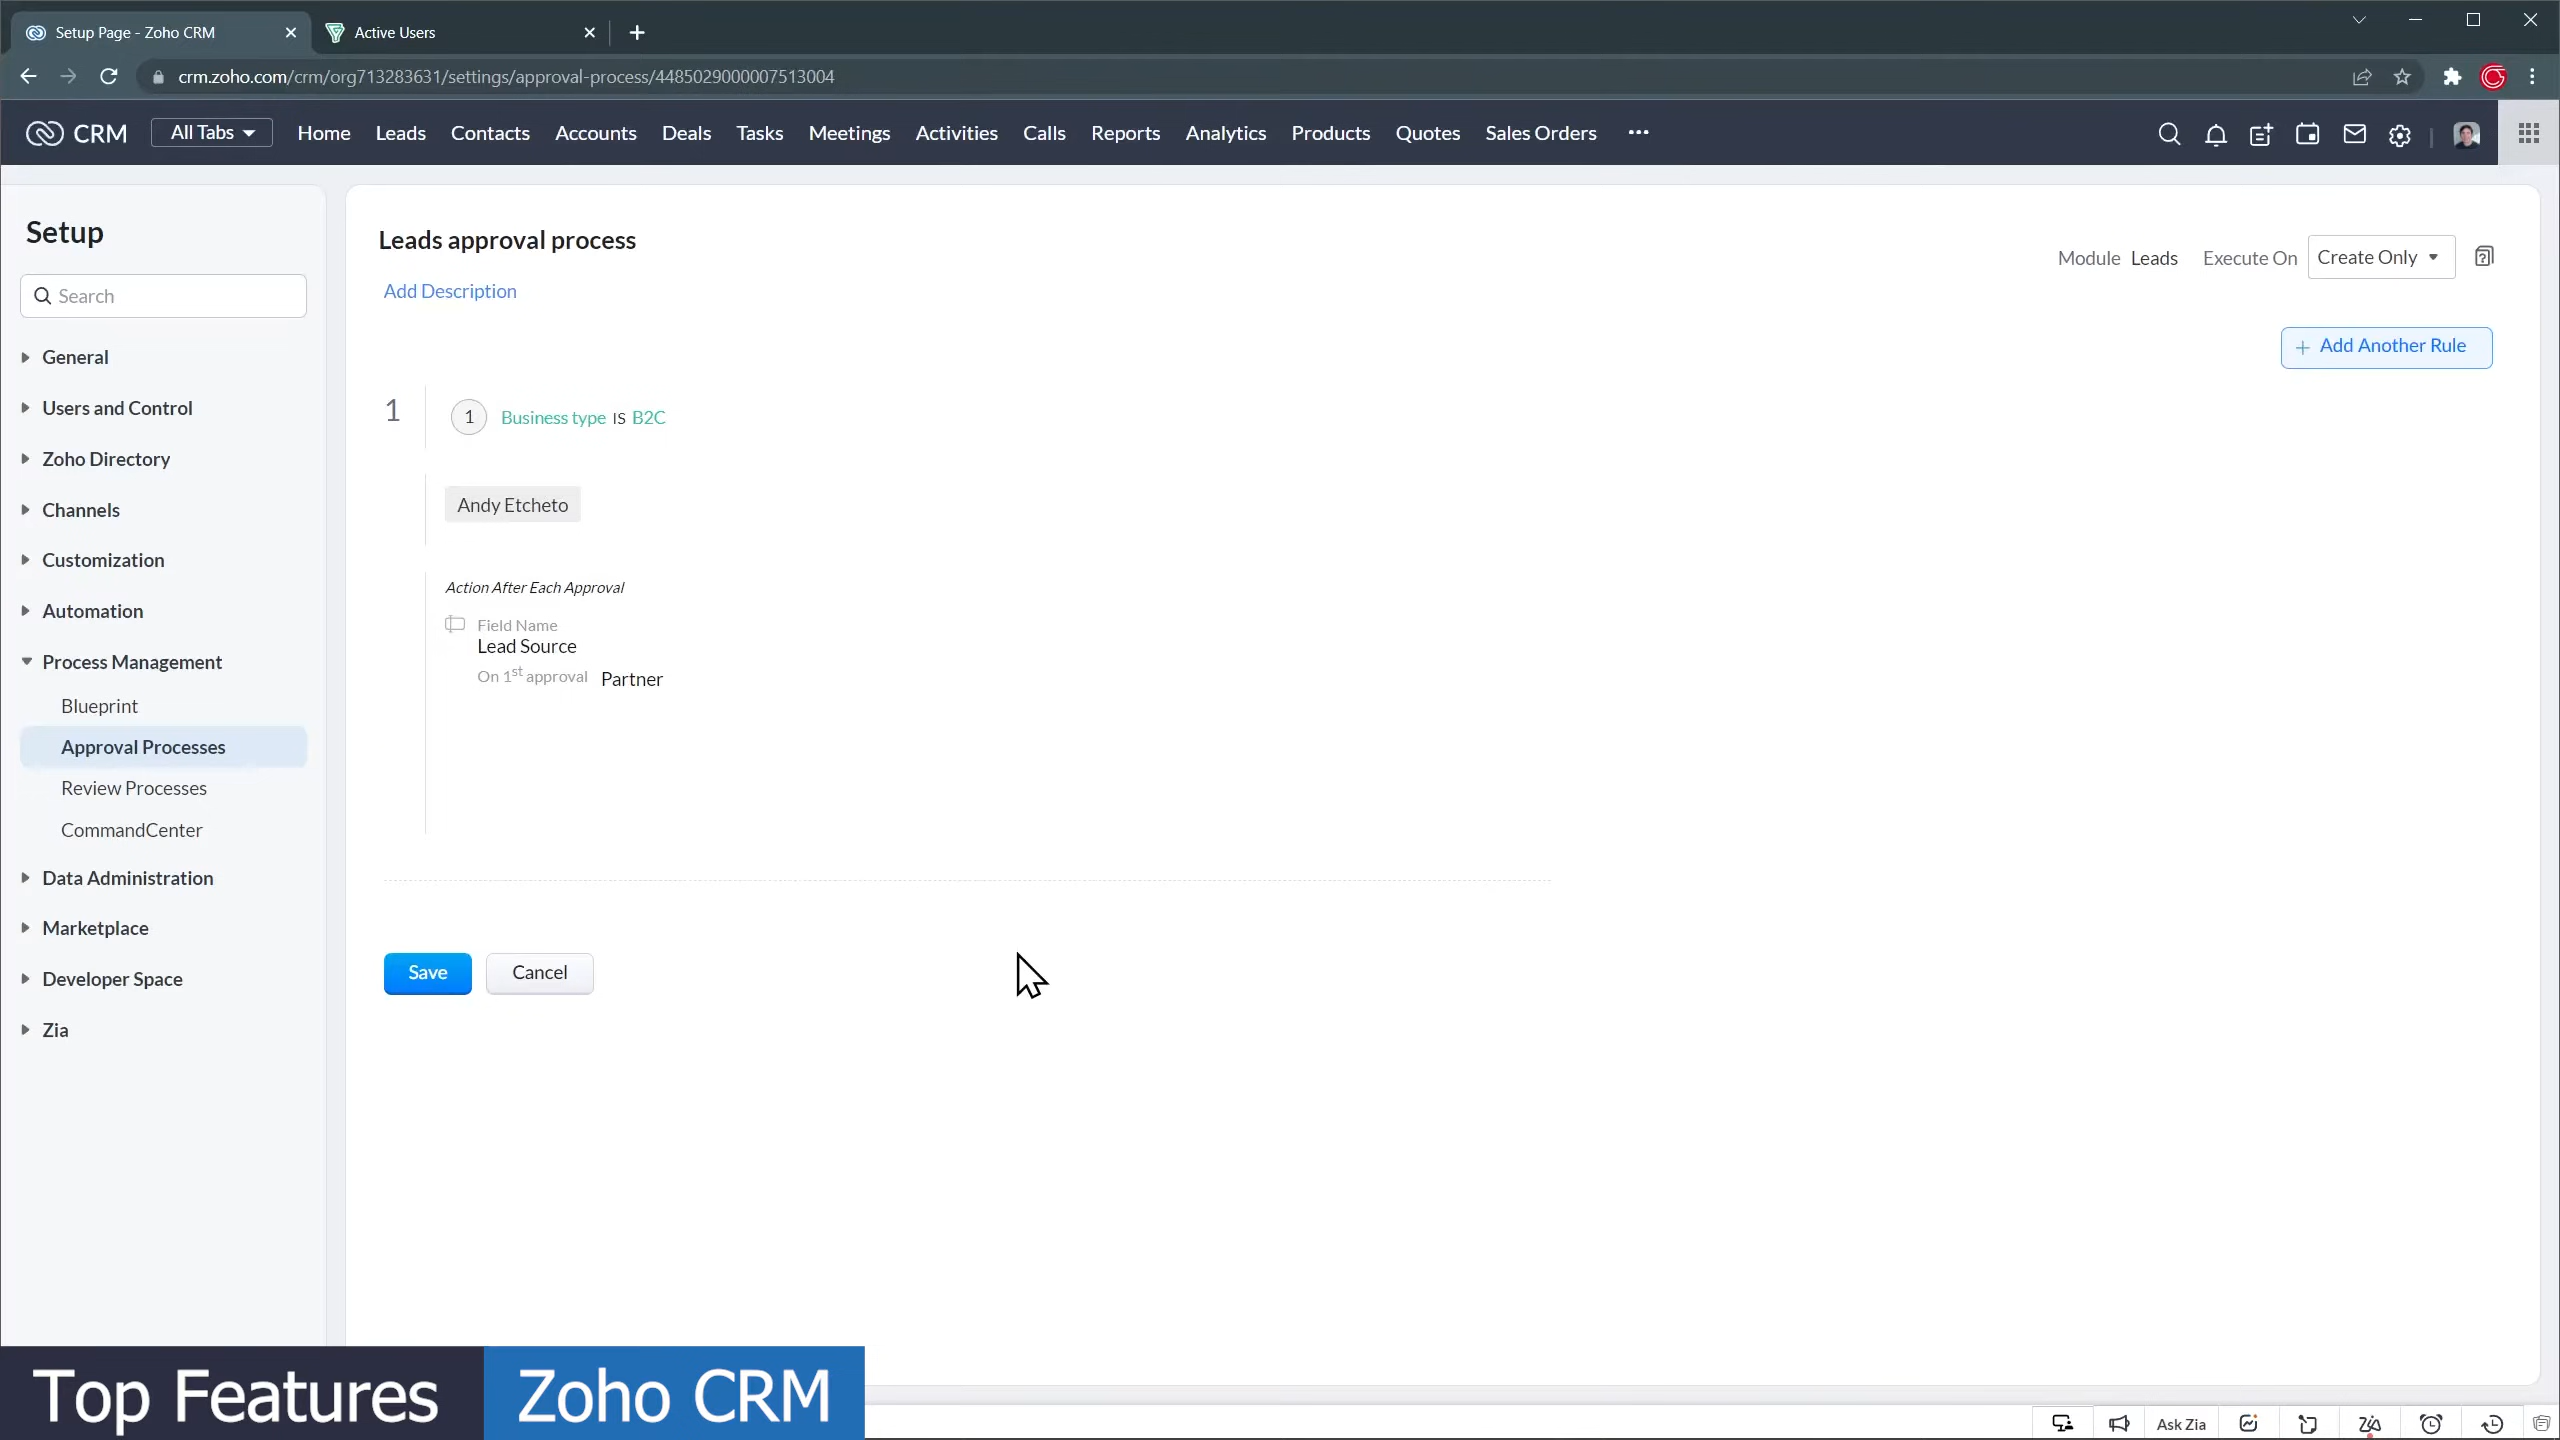 Setup Page - Zoho CRM
Active Users
crm.zoho.com/crm/org713283631/settings/approval-process/4485029000007513004
CRM All Tabs Home Leads Contacts Accounts Deals Tasks Meetings Activities Calls Reports Analytics Products Quotes Sales Orders
Setup
Search
General
Users and Control
Zoho Directory
Channels
Customization
Automation
Process Management
Blueprint
Approval Processes
Review Processes
CommandCenter
Data Administration
Marketplace
Developer Space
Zia
Leads approval process
Module Leads Execute On Create Only
Add Description
+ Add Another Rule
1 1 Business type IS B2C
Andy Etcheto
Action After Each Approval
Field Name
Lead Source
On 1st approval Partner
Save Cancel
Top Features Zoho CRM
Ask Zia